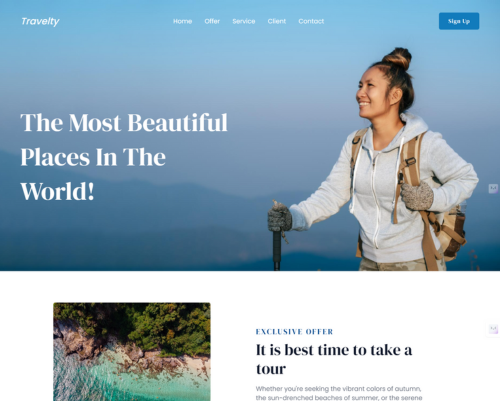 Travelty
Home Offer Service Client Contact
Sign Up
The Most Beautiful
Places In The
World!
EXCLUSIVE OFFER
It is best time to take a
tour
Whether you're seeking the vibrant colors of autumn,
the sun-drenched beaches of summer, or the serene